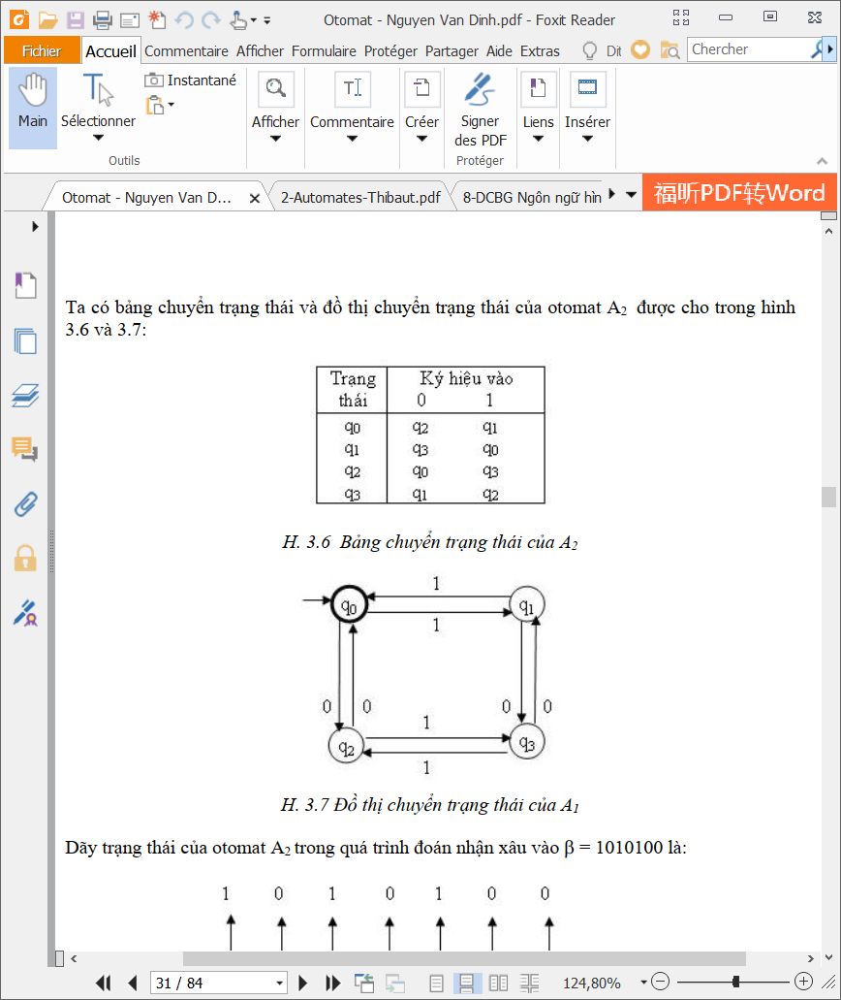 Otomat - Nguyen Van Dinh.pdf - Foxit Reader
Fichier Accueil Commentaire Afficher Formulaire Protéger Partager Aide Extras Dit Chercher
Main
Sélectionner
Instantané
Outils
Afficher
Commentaire
Créer
Signer
des PDF
Protéger
Liens
Insérer
Otomat - Nguyen Van D... 2-Automates-Thibaut.pdf 8-DCBG Ngôn ngữ hìn
福昕PDF转Word
Ta có bảng chuyển trạng thái và đồ thị chuyển trạng thái của otomat A2 được cho trong hình
3.6 và 3.7:
Trạng Ký hiệu vào
thái 0 1
q0 q2 q1
q1 q3 q0
q2 q0 q3
q3 q1 q2
H. 3.6 Bảng chuyển trạng thái của A2
1
q0 q1
1
0 0 0 0
1
q2 q3
1
H. 3.7 Đồ thị chuyển trạng thái của A1
Dãy trạng thái của otomat A2 trong quá trình đoán nhận xâu vào β = 1010100 là:
1 0 1 0 1 0 0
31 / 84 124,80%